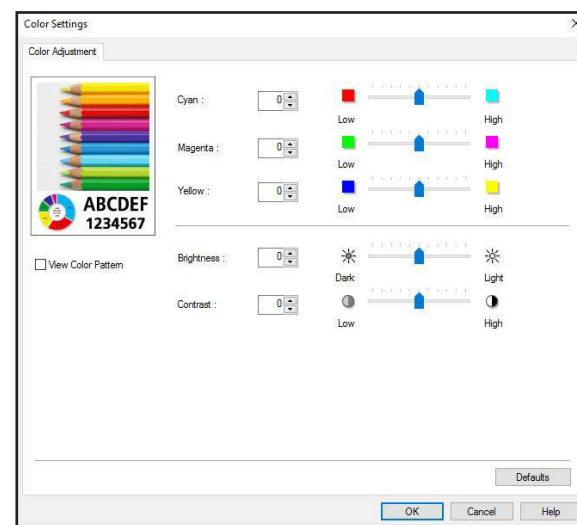 Color Settings
Color Adjustment
ABCDEF
1234567
View Color Pattern
Cyan : 0
Low High
Magenta : 0
Low High
Yellow : 0
Low High
Brightness : 0
Dark Light
Contrast : 0
Low High
Defaults
OK Cancel Help